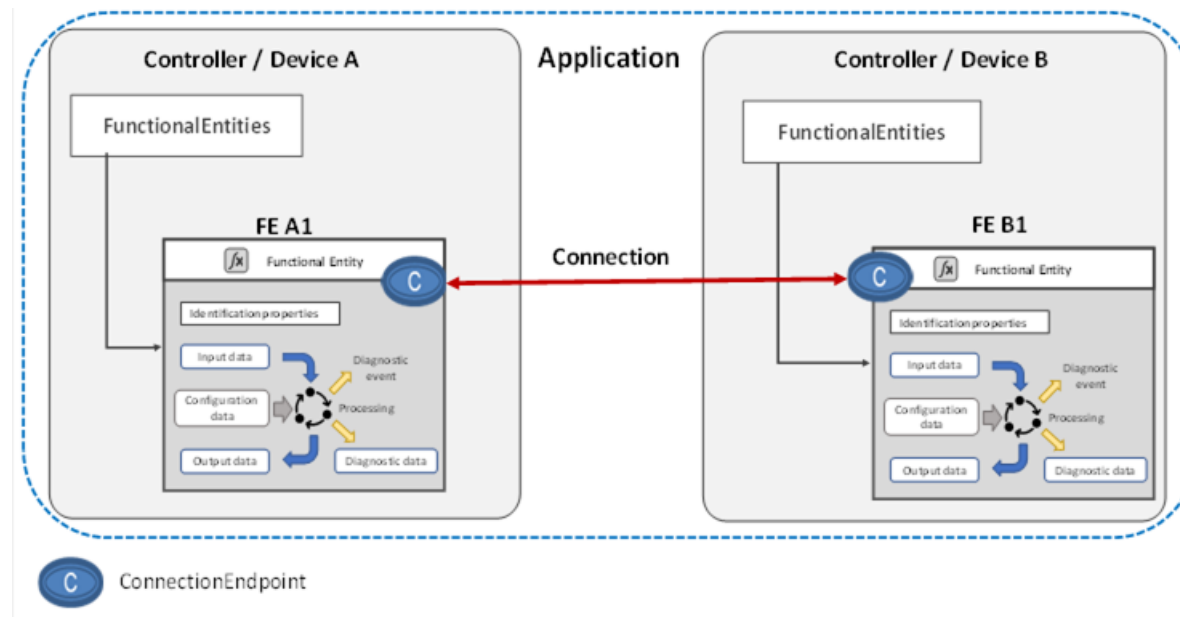 Controller / Device A
Application
Controller / Device B
FunctionalEntities
FunctionalEntities
FE A1
FE B1
Connection
fx
Functional Entity
C
C
fx
Functional Entity
Identification properties
Input data
Diagnostic
event
Configuration
data
Processing
Output data
Diagnostic data
Identification properties
Input data
Diagnostic
event
Configuration
data
Processing
Output data
Diagnostic data
C
ConnectionEndpoint